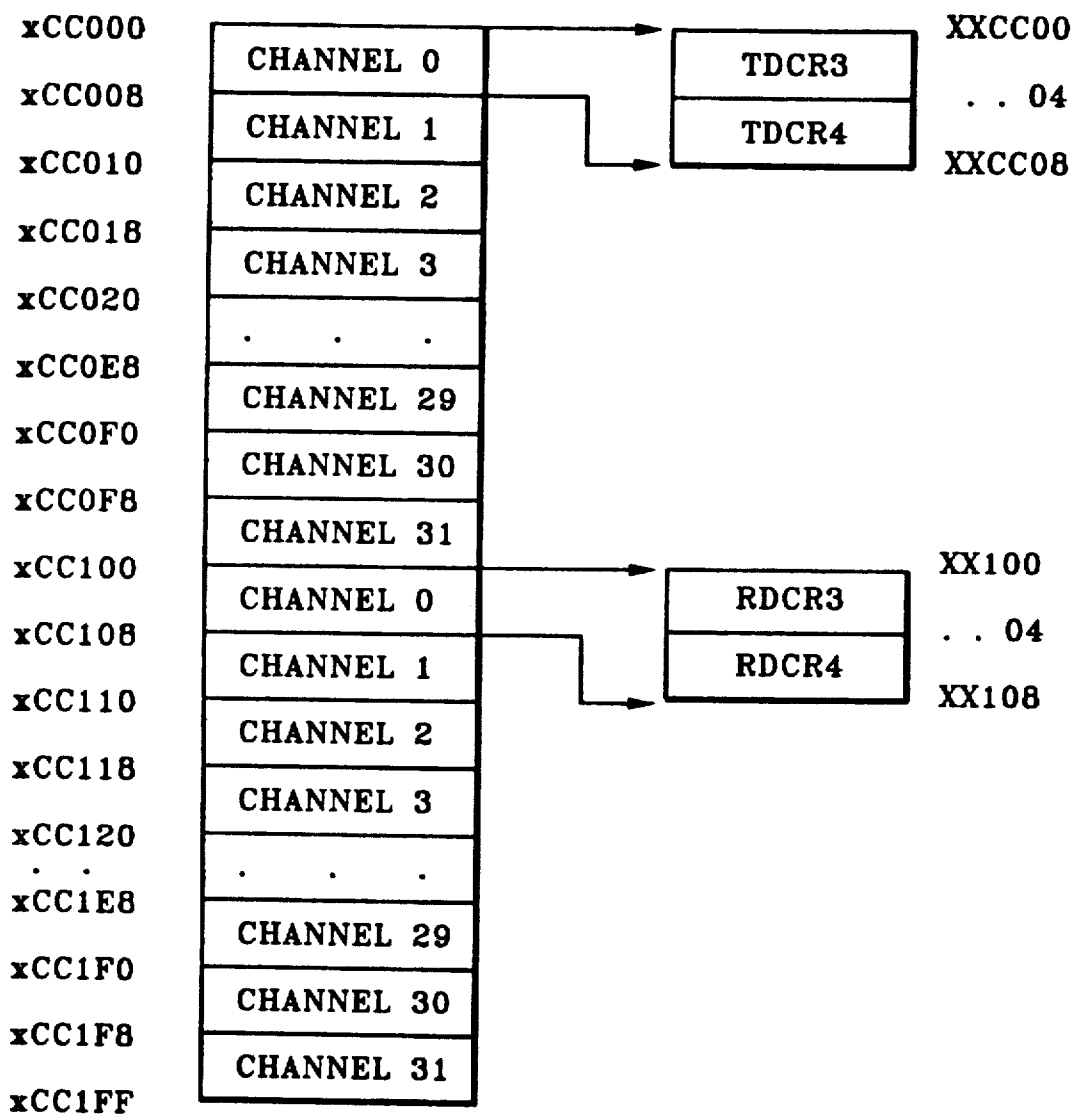 xCC000
CHANNEL 0
TDCR3
XXCC00
xCC008
. . 04
CHANNEL 1
TDCR4
xCC010
XXCC08
CHANNEL 2
xCC018
CHANNEL 3
xCC020
. . .
xCC0E8
CHANNEL 29
xCC0F0
CHANNEL 30
xCC0F8
CHANNEL 31
xCC100
XX100
CHANNEL 0
RDCR3
xCC108
. . 04
CHANNEL 1
RDCR4
xCC110
XX108
CHANNEL 2
xCC118
CHANNEL 3
xCC120
. .
. . .
xCC1E8
CHANNEL 29
xCC1F0
CHANNEL 30
xCC1F8
CHANNEL 31
xCC1FF